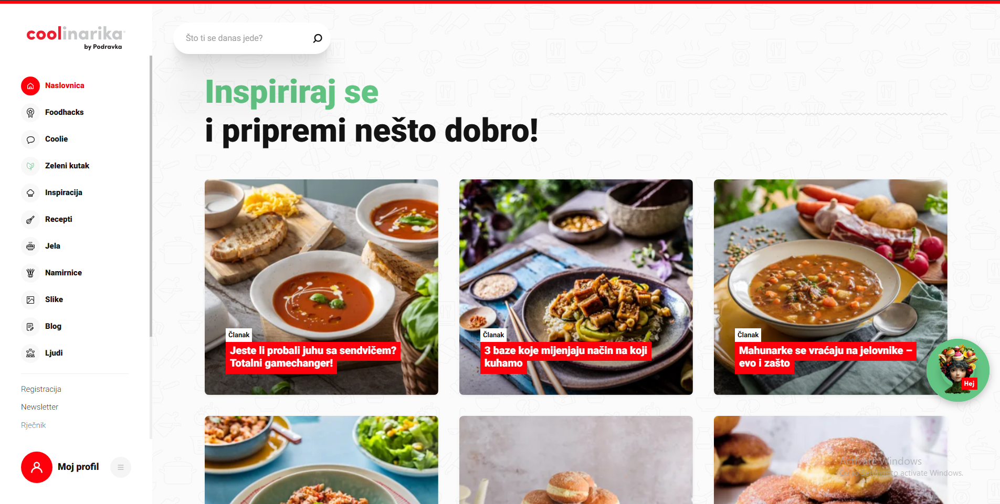 coolinarika
by Podravka
Što ti se danas jede?
Naslovnica
Foodhacks
Coolie
Zeleni kutak
Inspiracija
Recepti
Jela
Namirnice
Slike
Blog
Ljudi
Registracija
Newsletter
Rječnik
Moj profil
Inspiriraj se
i pripremi nešto dobro!
Članak
Jeste li probali juhu sa sendvičem?
Totalni gamechanger!
Članak
3 baze koje mijenjaju način na koji
kuhamo
Članak
Mahunarke se vraćaju na jelovnike –
evo i zašto
Hej
Activate Windows
Go to Settings to activate Windows.